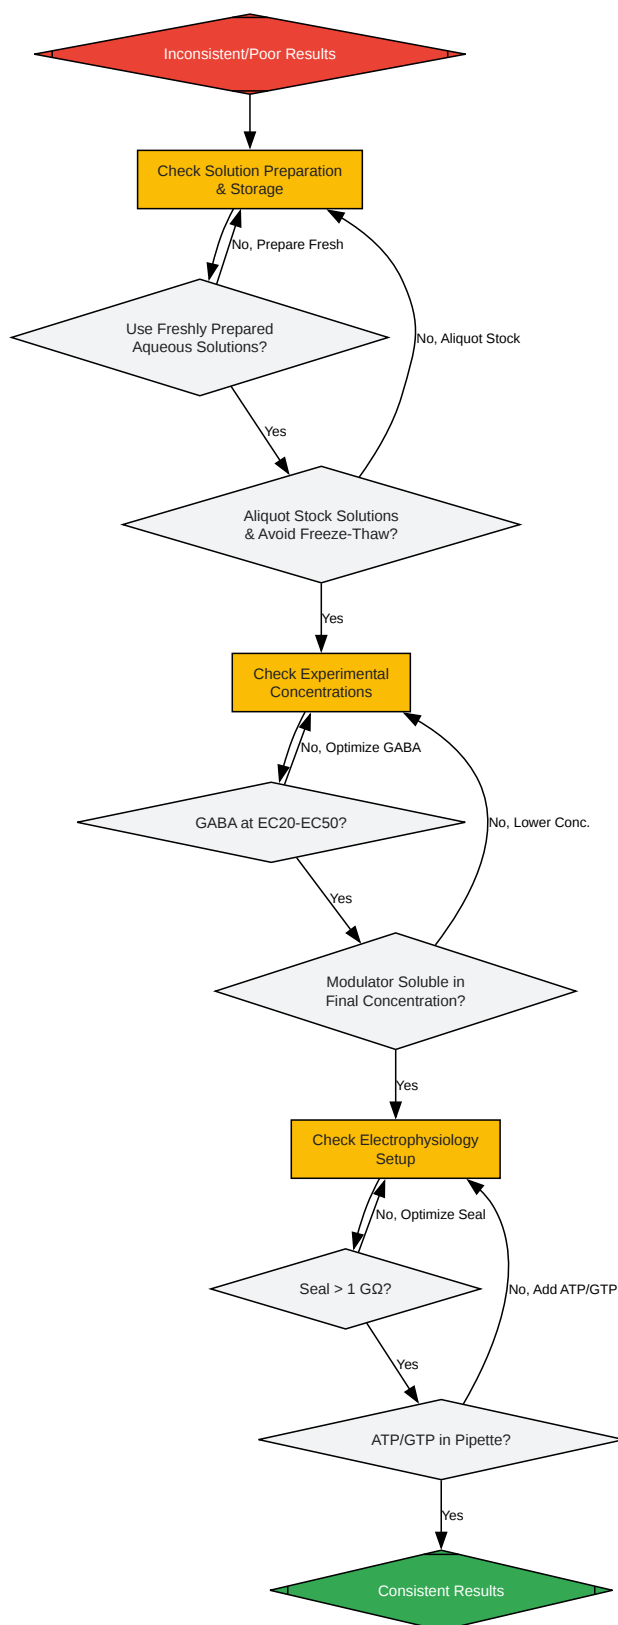 Inconsistent/Poor Results
Check Solution Preparation
& Storage
No, Prepare Fresh
Use Freshly Prepared
Aqueous Solutions?
No, Aliquot Stock
Yes
Aliquot Stock Solutions
& Avoid Freeze-Thaw?
Yes
Check Experimental
Concentrations
No, Optimize GABA
GABA at EC20-EC50?
No, Lower Conc.
Yes
Modulator Soluble in
Final Concentration?
Yes
Check Electrophysiology
Setup
No, Optimize Seal
Seal > 1 GΩ?
No, Add ATP/GTP
Yes
ATP/GTP in Pipette?
Yes
Consistent Results